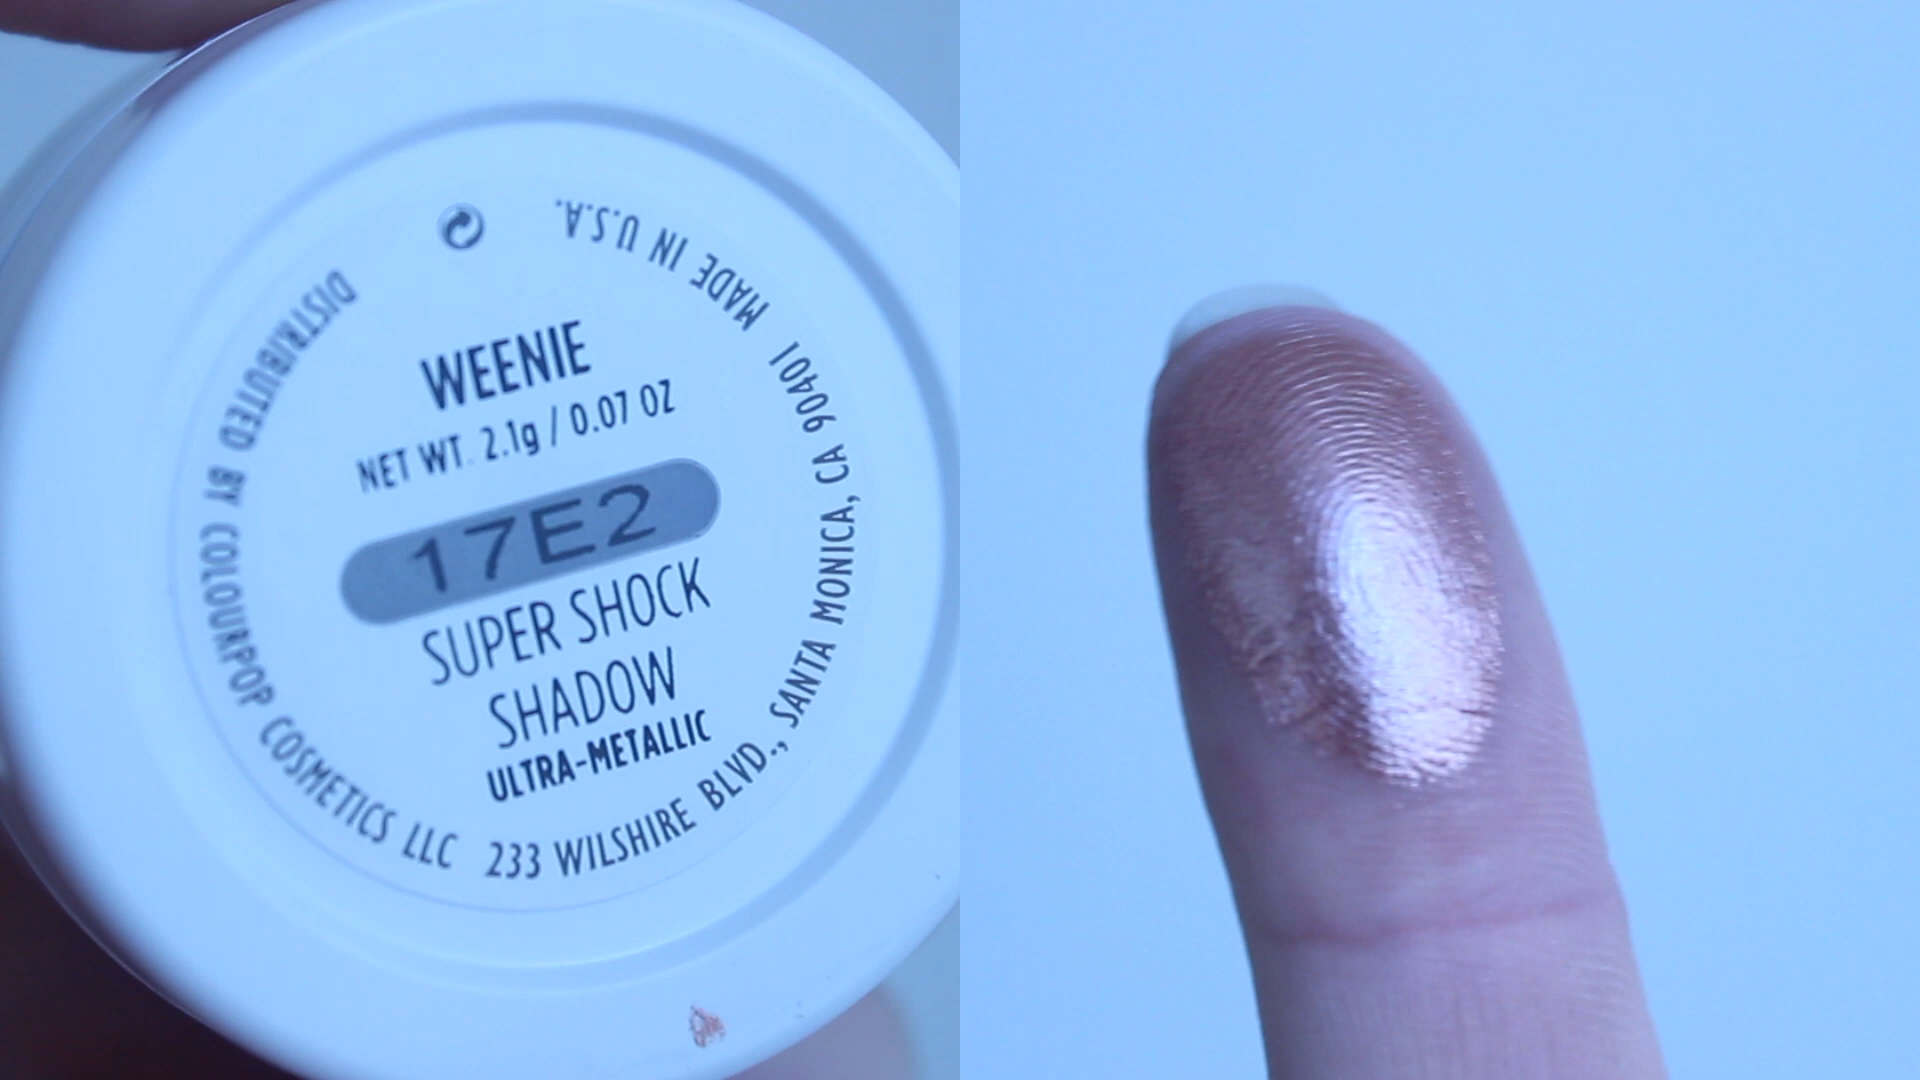 WEENIE
NET WT. 2.1g / 0.07 OZ
17E2
SUPER SHOCK
SHADOW
ULTRA-METALLIC
DISTRIBUTED BY COLOURPOP COSMETICS LLC 233 WILSHIRE BLVD., SANTA MONICA, CA 90401 MADE IN U.S.A.